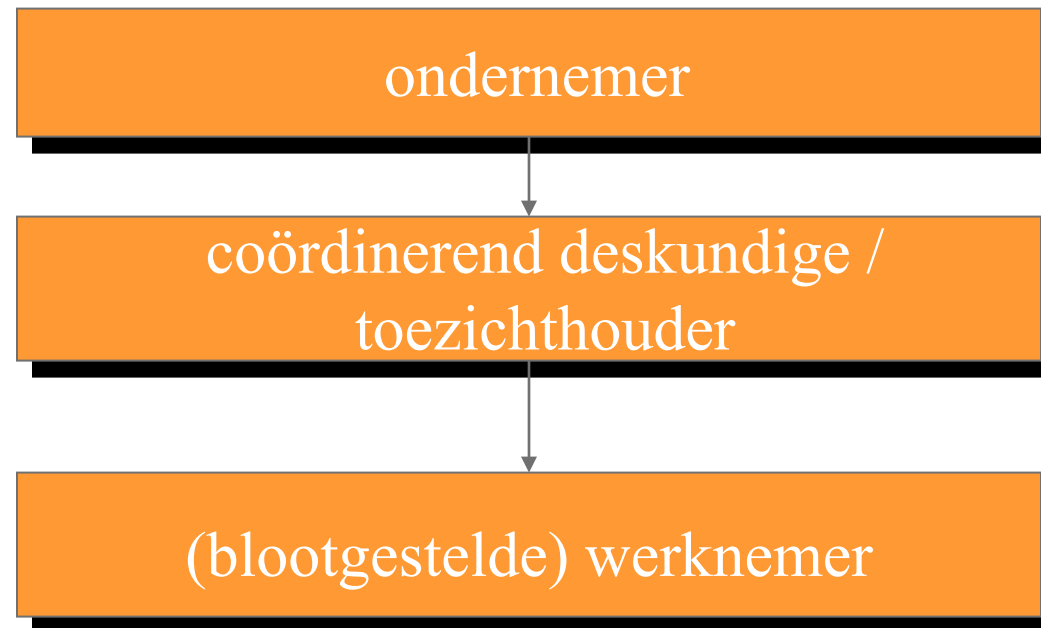 ondernemer
coördinerend deskundige /
toezichthouder
(blootgestelde) werknemer